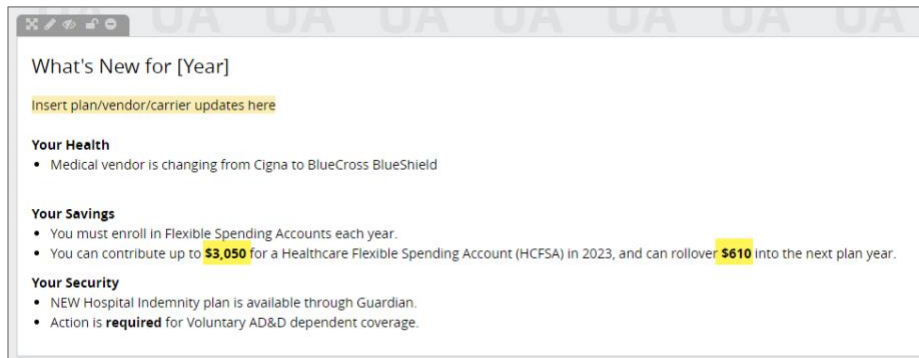 UA UA UA UA UA UA UA
What's New for [Year]
Insert plan/vendor/carrier updates here
Your Health
• Medical vendor is changing from Cigna to BlueCross BlueShield
Your Savings
• You must enroll in Flexible Spending Accounts each year.
• You can contribute up to $3,050 for a Healthcare Flexible Spending Account (HCFSA) in 2023, and can rollover $610 into the next plan year.
Your Security
• NEW Hospital Indemnity plan is available through Guardian.
• Action is required for Voluntary AD&D dependent coverage.